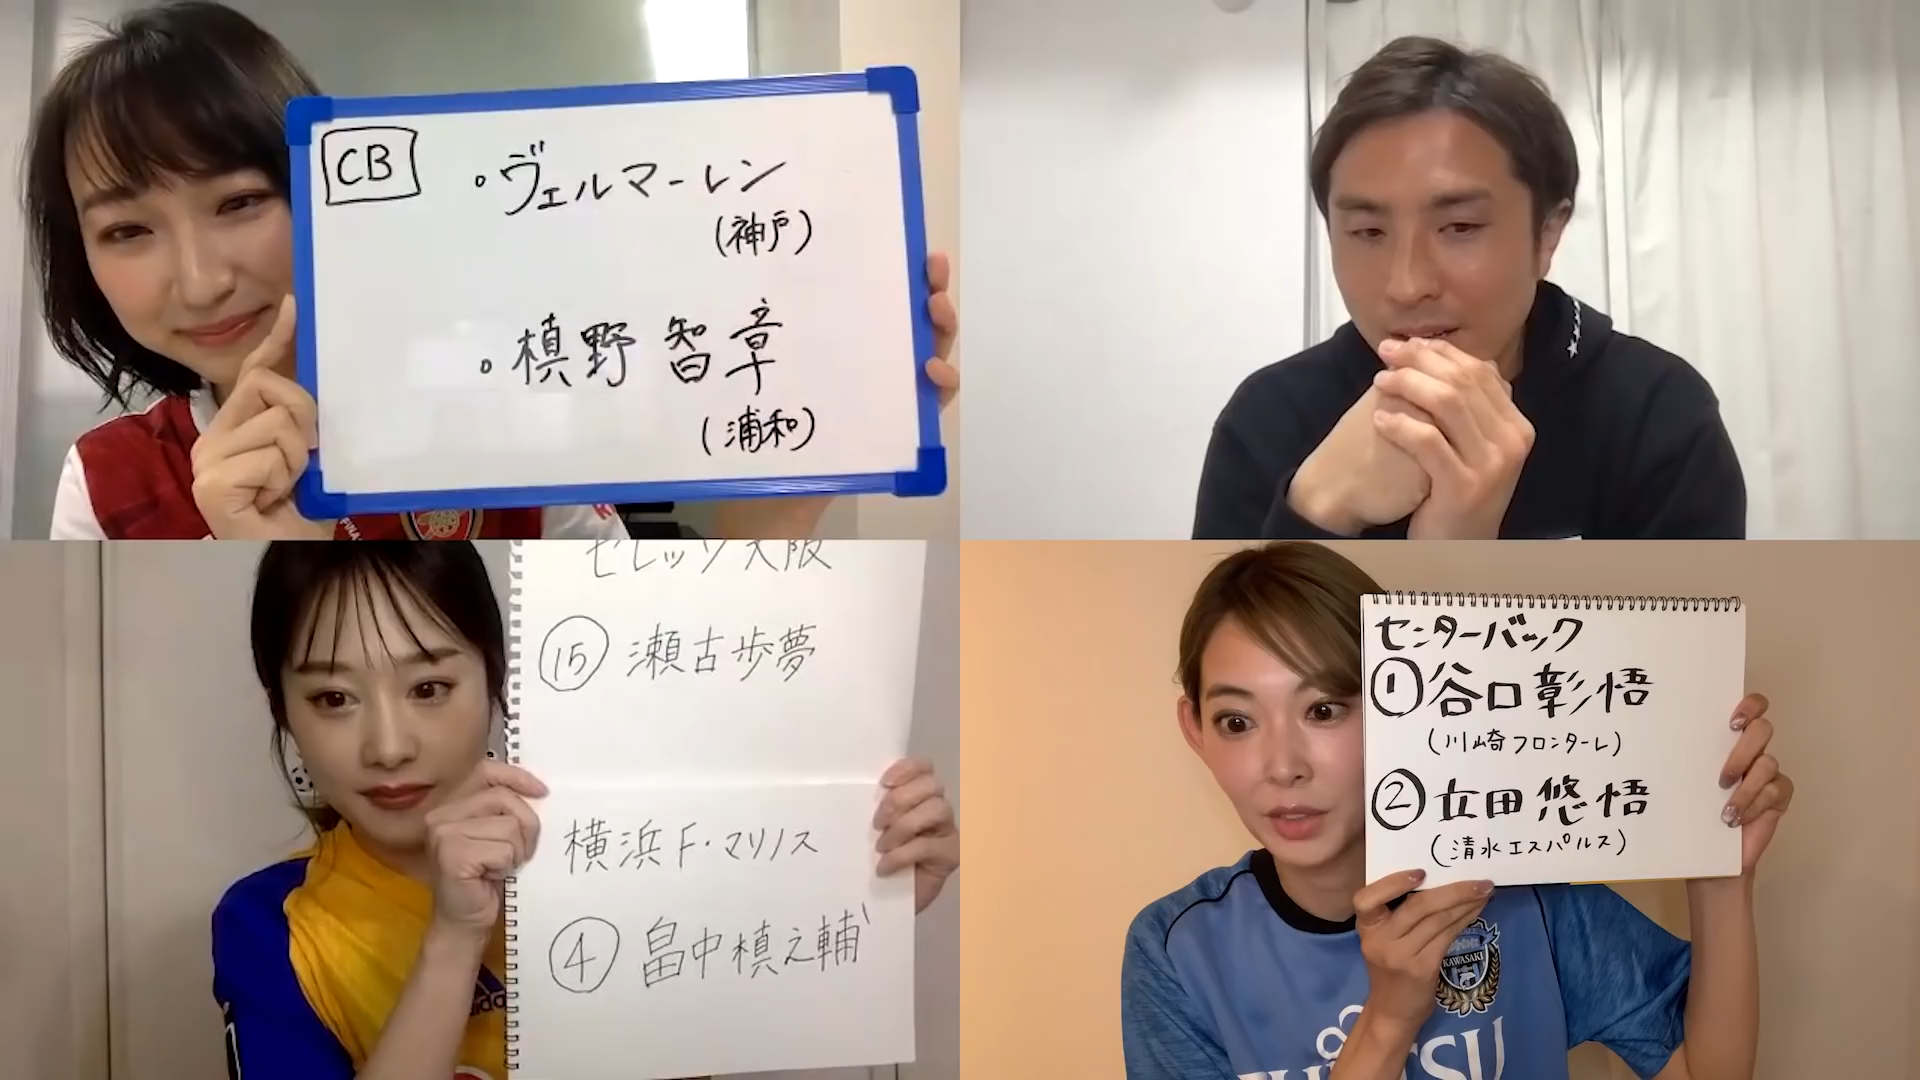 CB
・ヴェルマーレン
(神戸)
・槙野 智章
(浦和)
セレッソ大阪
⑮ 瀬古歩夢
横浜F・マリノス
④ 畠中槙之輔
センターバック
①谷口彰悟
(川崎フロンターレ)
②立田悠悟
(清水エスパルス)
KAWASAKI
adidas